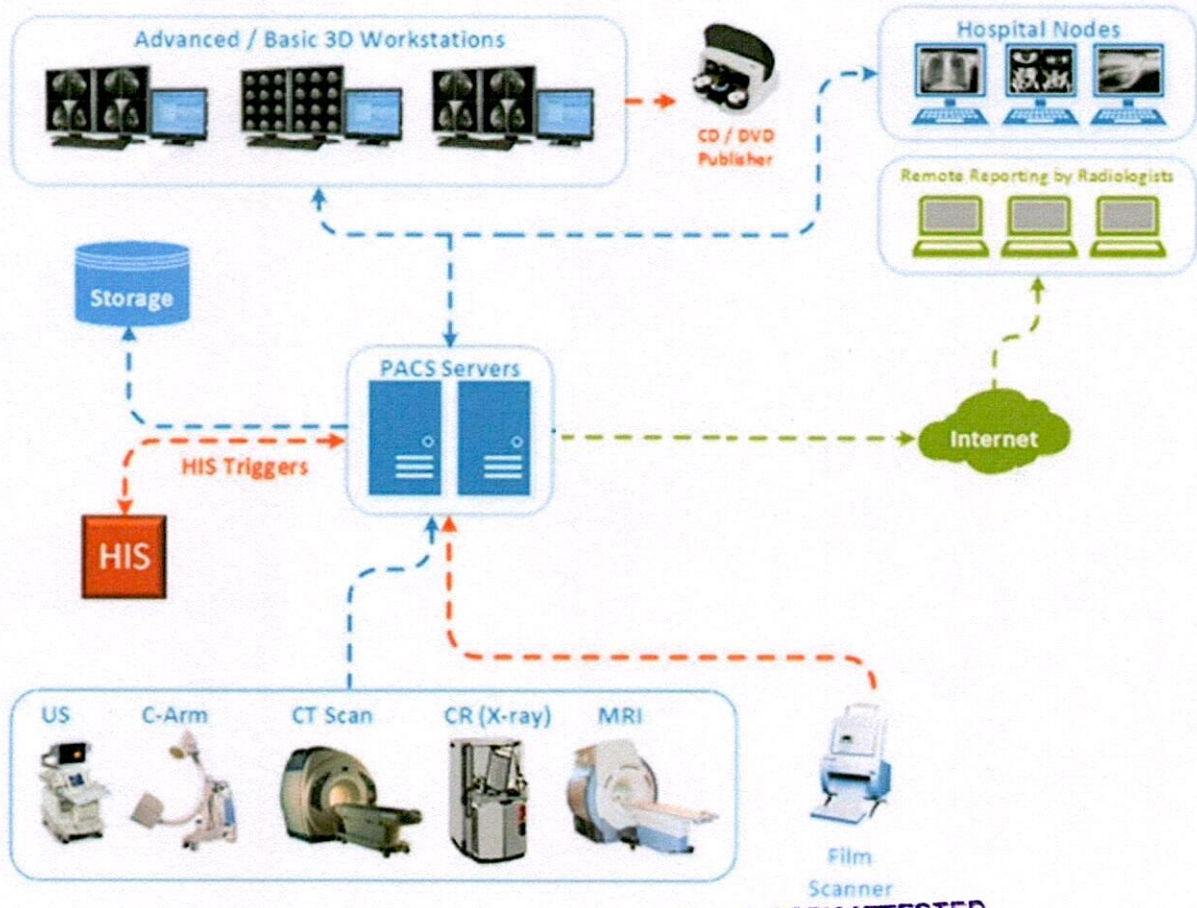 Advanced / Basic 3D Workstations
Hospital Nodes
CD / DVD
Publisher
Remote Reporting by Radiologists
Storage
PACS Servers
Internet
HIS Triggers
HIS
US
C-Arm
CT Scan
CR (X-ray)
MRI
Film
Scanner